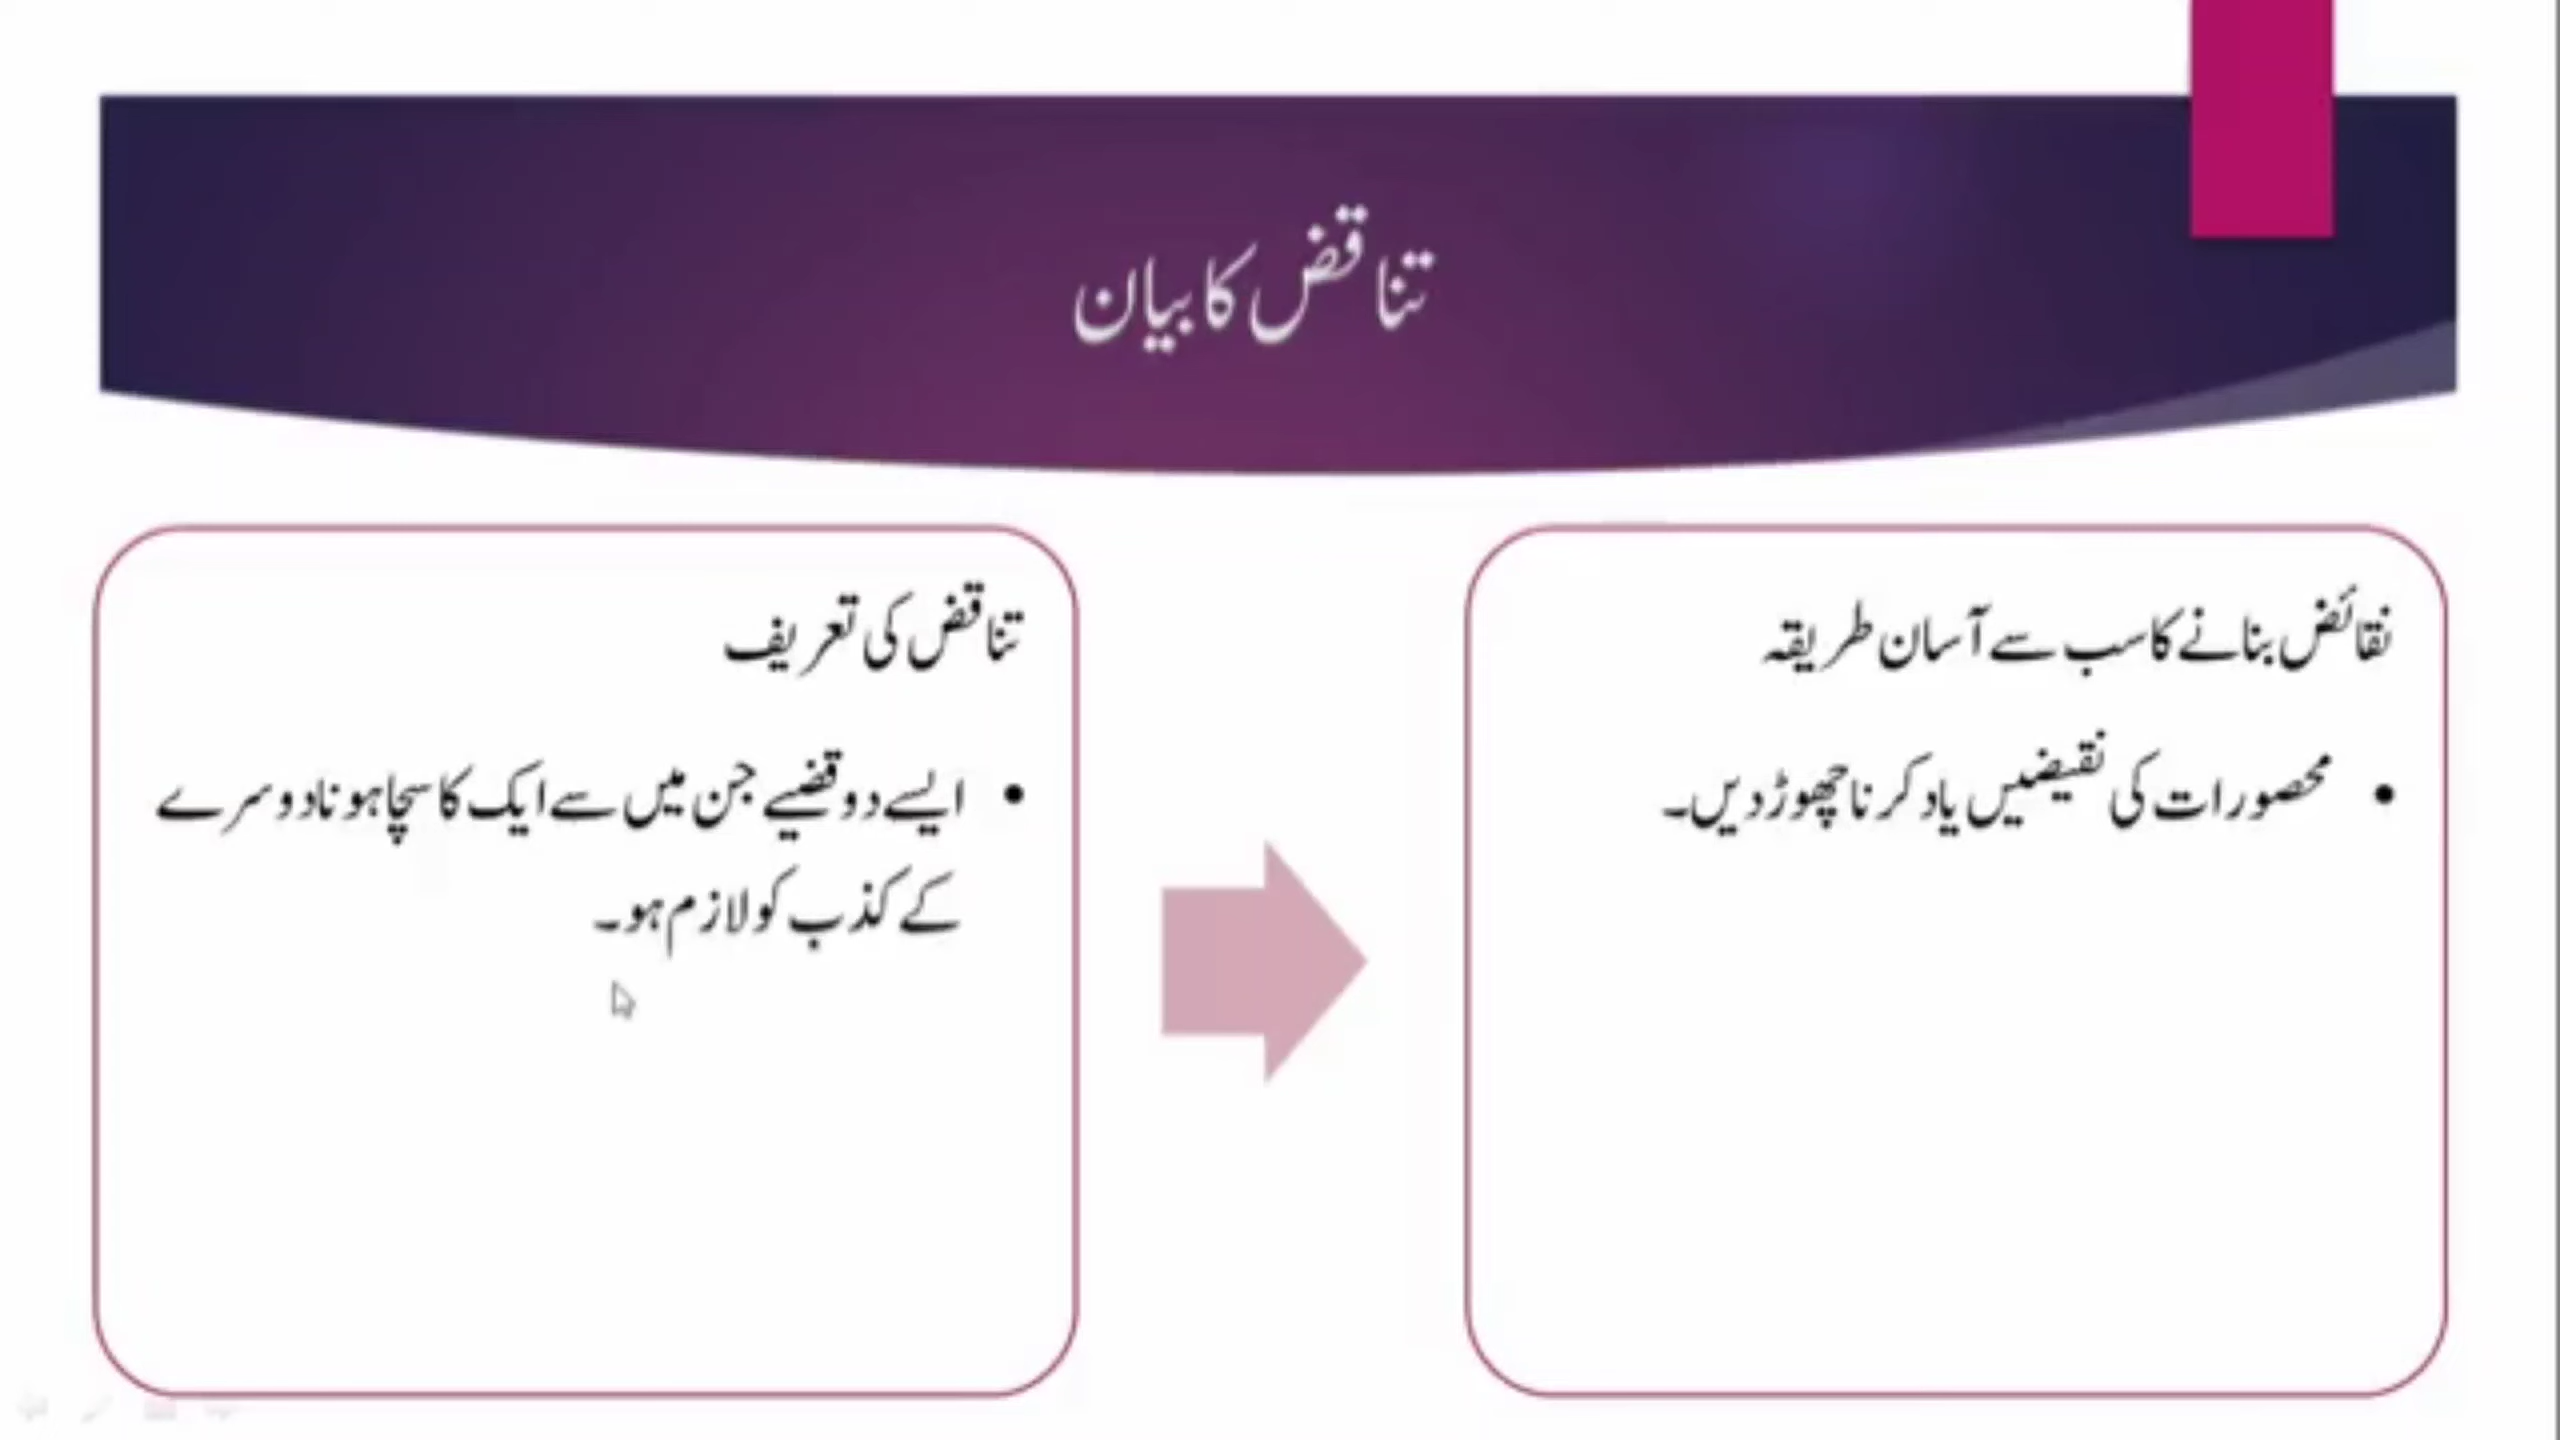 تناقض کا بیان
تناقض کی تعریف
• ایسے دو قضیے جن میں سے ایک کا سچا ہونا دوسرے
کے کذب کو لازم ہو۔
نقائض بنانے کا سب سے آسان طریقہ
• محصورات کی نقیضیں یاد کرنا چھوڑ دیں۔